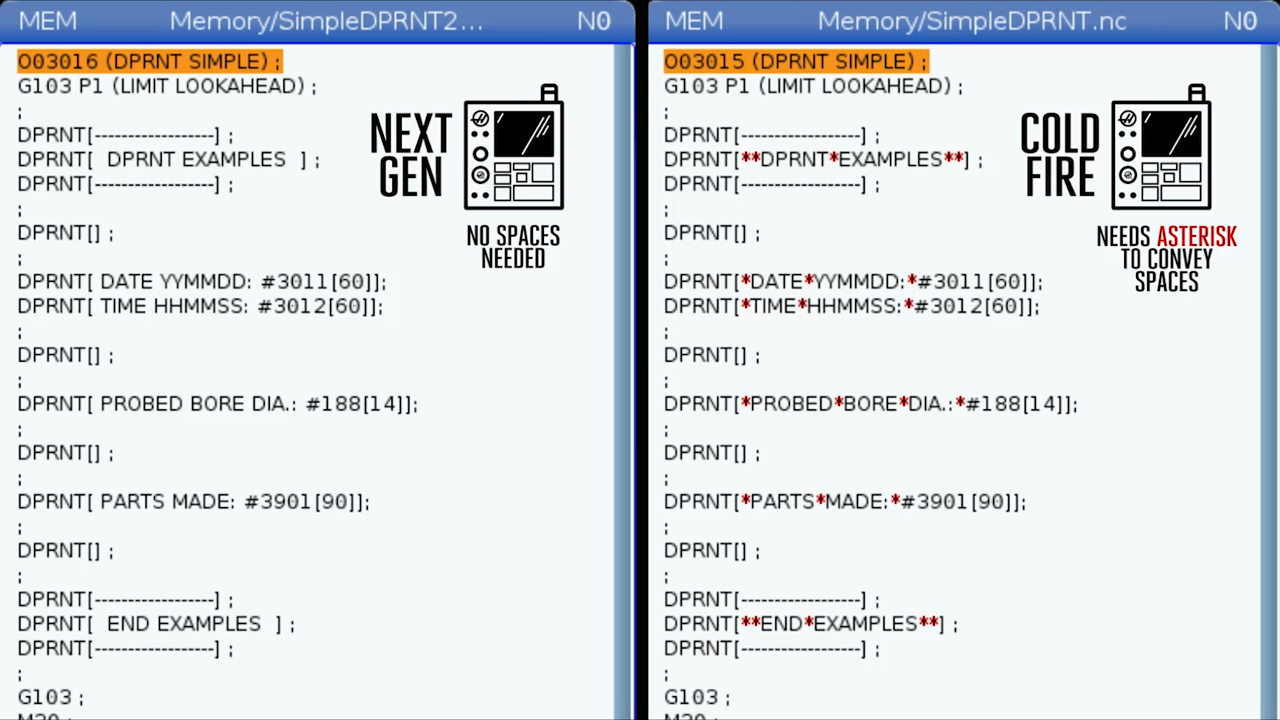 MEM Memory/SimpleDPRNT2... N0
O03016 (DPRNT SIMPLE) ;
G103 P1 (LIMIT LOOKAHEAD) ;
;
DPRNT[------------------] ;
DPRNT[  DPRNT EXAMPLES  ] ;
DPRNT[------------------] ;
;
DPRNT[] ;
;
DPRNT[ DATE YYMMDD: #3011[60]];
DPRNT[ TIME HHMMSS: #3012[60]];
;
DPRNT[] ;
;
DPRNT[ PROBED BORE DIA.: #188[14]];
;
DPRNT[] ;
;
DPRNT[ PARTS MADE: #3901[90]];
;
DPRNT[] ;
;
DPRNT[------------------] ;
DPRNT[  END EXAMPLES  ] ;
DPRNT[------------------] ;
;
G103 ;
M30 ;
NEXT
GEN
NO SPACES
NEEDED
MEM Memory/SimpleDPRNT.nc N0
O03015 (DPRNT SIMPLE) ;
G103 P1 (LIMIT LOOKAHEAD) ;
;
DPRNT[------------------] ;
DPRNT[**DPRNT*EXAMPLES**] ;
DPRNT[------------------] ;
;
DPRNT[] ;
;
DPRNT[*DATE*YYMMDD:*#3011[60]];
DPRNT[*TIME*HHMMSS:*#3012[60]];
;
DPRNT[] ;
;
DPRNT[*PROBED*BORE*DIA.:*#188[14]];
;
DPRNT[] ;
;
DPRNT[*PARTS*MADE:*#3901[90]];
;
DPRNT[] ;
;
DPRNT[------------------] ;
DPRNT[**END*EXAMPLES**] ;
DPRNT[------------------] ;
;
G103 ;
M30 ;
COLD
FIRE
NEEDS ASTERISK
TO CONVEY
SPACES